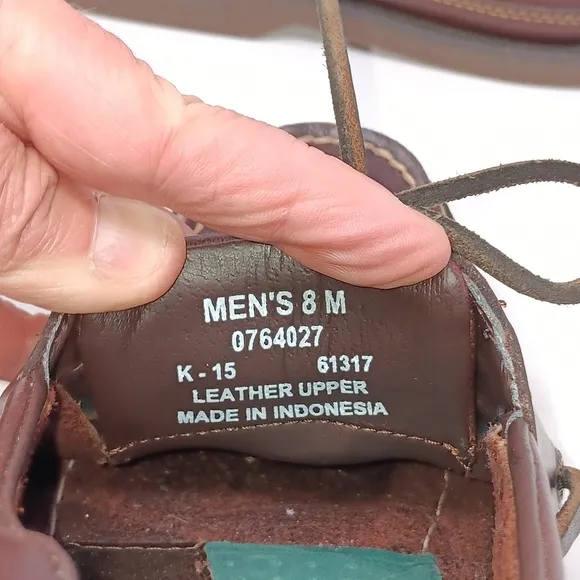 MEN'S 8 M
0764027
K - 15 61317
LEATHER UPPER
MADE IN INDONESIA